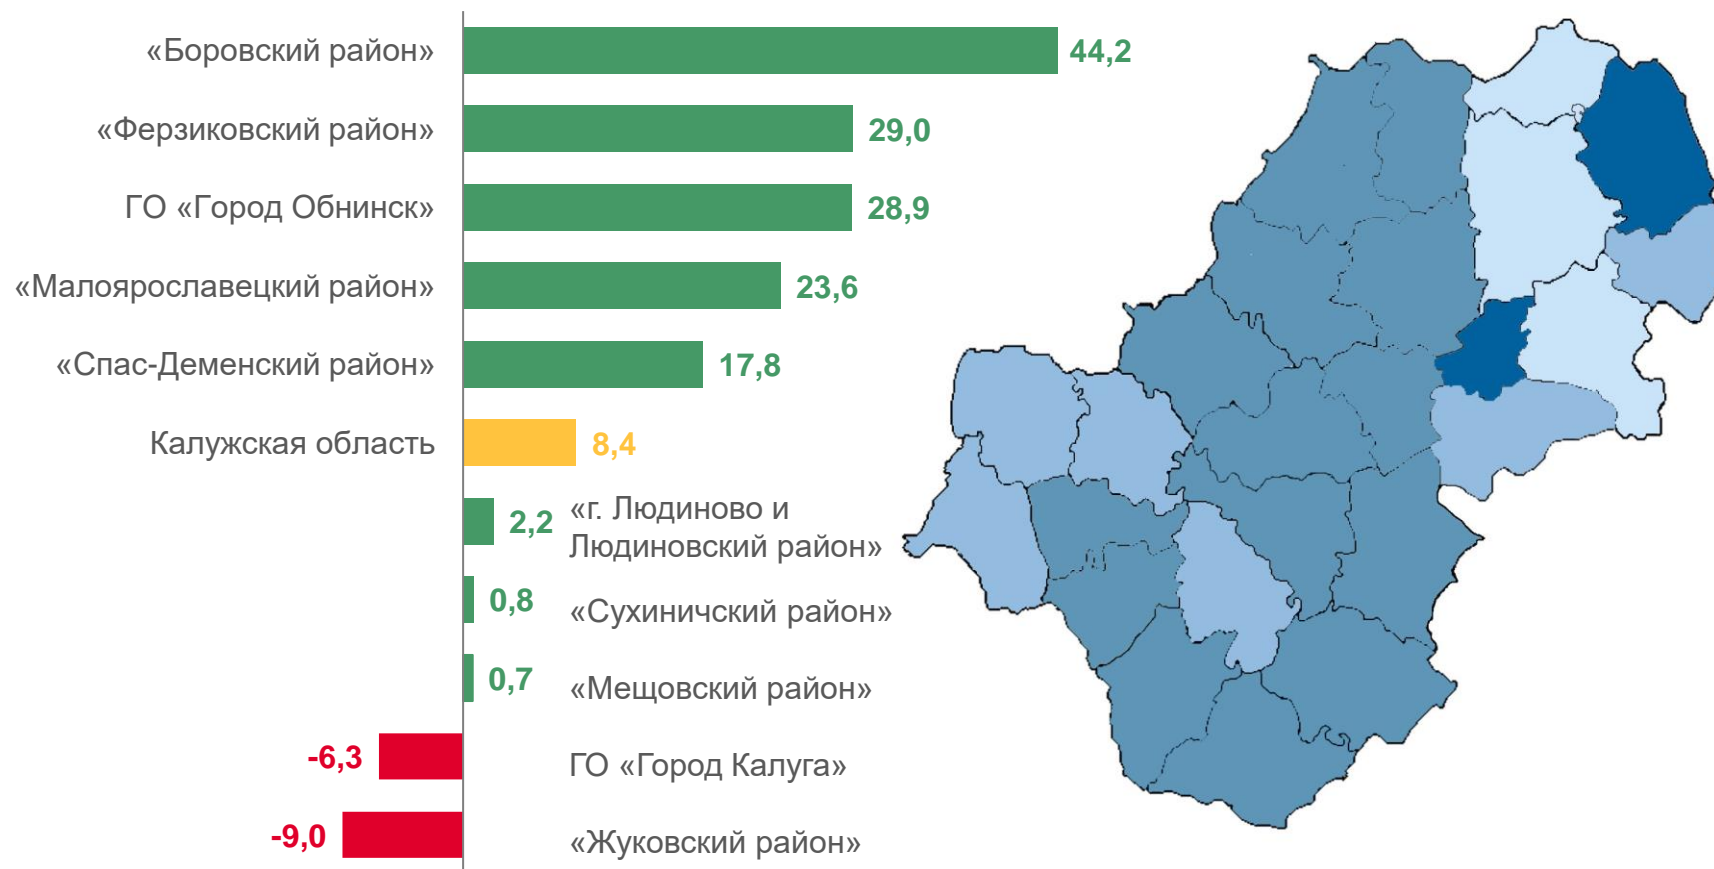 «Боровский район»
44,2
«Ферзиковский район»
29,0
ГО «Город Обнинск»
28,9
«Малоярославецкий район»
23,6
«Спас-Деменский район»
17,8
Калужская область
8,4
2,2
«г. Людиново и
Людиновский район»
0,8
«Сухиничский район»
0,7
«Мещовский район»
-6,3
ГО «Город Калуга»
-9,0
«Жуковский район»